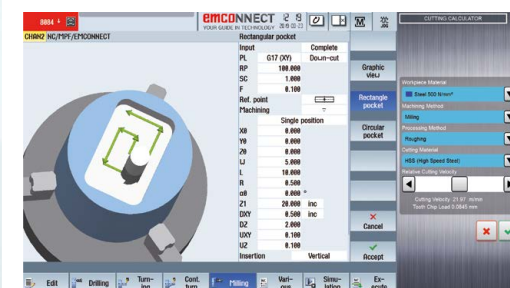 8884
emcONNECT
YOUR GUIDE IN TECHNOLOGY
CHAN2 NC/MPF/EMCONNECT
Rectangular pocket
Input Complete
PL G17 (XY) Down-cut
RP 100.000
SC 1.000
F 0.100
Ref. point
Machining
Single position
X0 0.000
Y0 0.000
Z0 0.000
W 5.000
L 10.000
R 0.500
α0 0.000 °
Z1 20.000 inc
DXY 0.500 inc
DZ 2.000
UXY 0.100
UZ 0.100
Insertion Vertical
Graphic
view
Rectangle
pocket
Circular
pocket
Cancel
Accept
CUTTING CALCULATOR
Workpiece Material
Steel 500 N/mm²
Machining Method
Milling
Processing Method
Roughing
Cutting Material
HSS (High Speed Steel)
Relative Cutting Velocity
Cutting Velocity 21.97 m/min
Tooth Chip Load 0.0845 mm
Edit
Drilling
Turn-
ing
Cont.
turn
Milling
Vari-
ous
Simu-
lation
Ex-
ecute